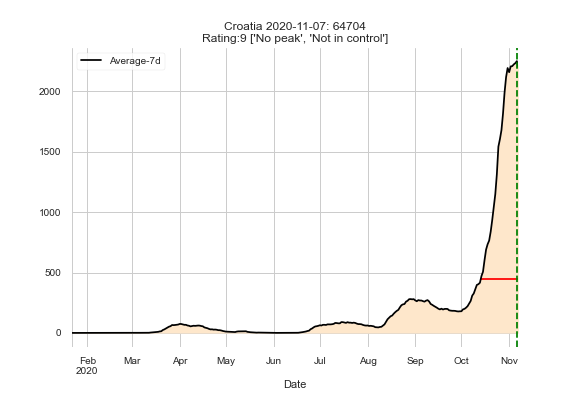 Croatia 2020-11-07: 64704
Rating:9 ['No peak', 'Not in control']
Average-7d
2000
1500
1000
500
0
Feb Mar Apr May Jun Jul Aug Sep Oct Nov
2020
Date